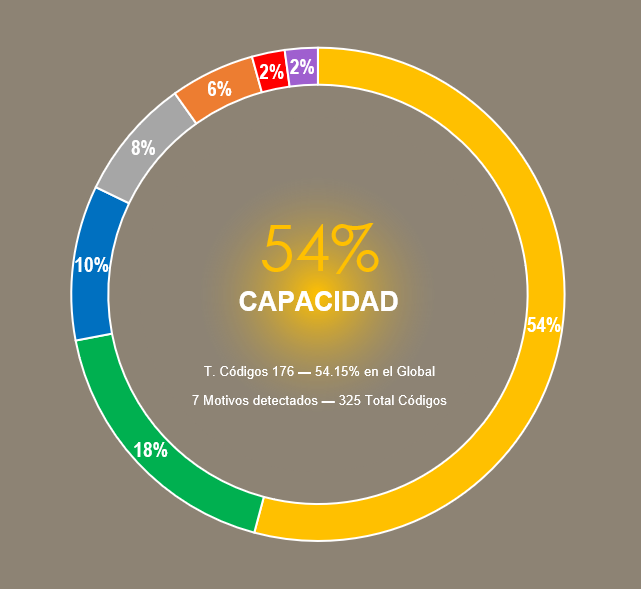 2%
2%
6%
8%
54%
CAPACIDAD
10%
54%
T. Códigos 176 — 54.15% en el Global
7 Motivos detectados — 325 Total Códigos
18%